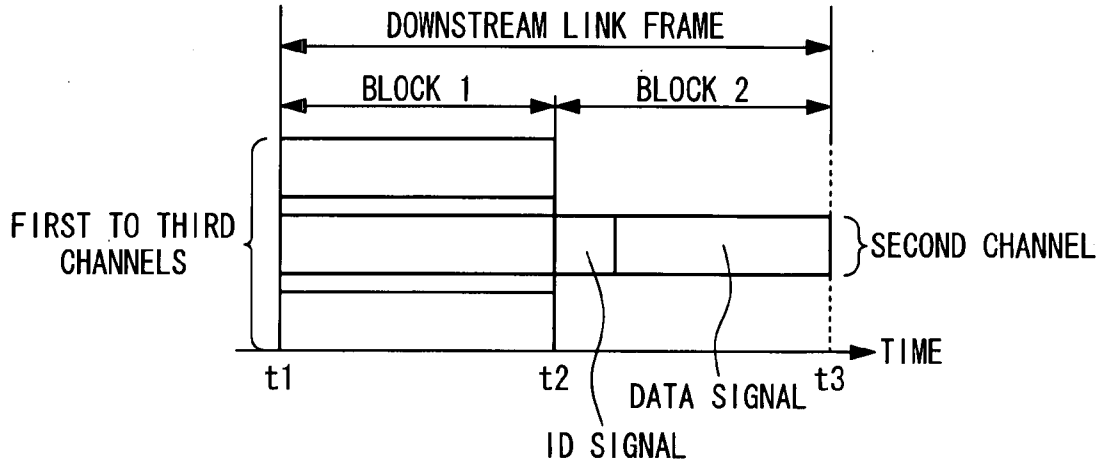 DOWNSTREAM LINK FRAME
BLOCK 1
BLOCK 2
FIRST TO THIRD
CHANNELS
SECOND CHANNEL
TIME
t1
t2
t3
DATA SIGNAL
ID SIGNAL